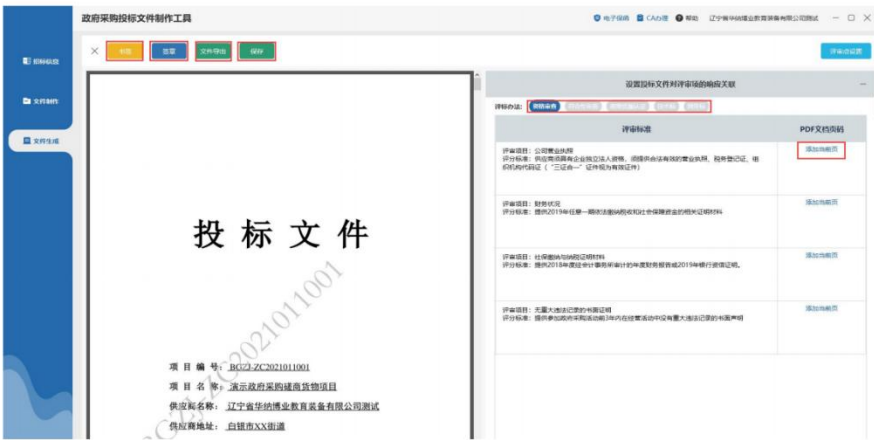 政府采购投标文件制作工具
电子保函 CA办理 帮助 辽宁省华纳博业教育装备有限公司测试
招标信息
文件制作
文件生成
签章
文件导出
保存
评审点设置
设置投标文件对评审项的响应关联
评标办法：
资格审查
评审标准
PDF文档页码
评审项目：公司营业执照
评分标准：供应商须具有企业独立法人资格，须提供合法有效的营业执照、税务登记证、组
织机构代码证（“三证合一”证件视为有效证件）
添加当前页
评审项目：财务状况
评分标准：提供2019年任意一期依法缴纳税收和社会保障资金的相关证明材料
添加当前页
评审项目：社保缴纳与纳税证明材料
评分标准：提供2018年度经会计事务所审计的年度财务报告或2019年银行资信证明。
添加当前页
评审项目：无重大违法记录的书面证明
评分标准：提供参加政府采购活动前3年内在经营活动中没有重大违法记录的书面声明
添加当前页
投标文件
项目编号：BGZJ-ZC2021011001
项目名称：演示政府采购磋商货物项目
供应商名称：辽宁省华纳博业教育装备有限公司测试
供应商地址：白银市XX街道
BGZJ-ZC2021011001